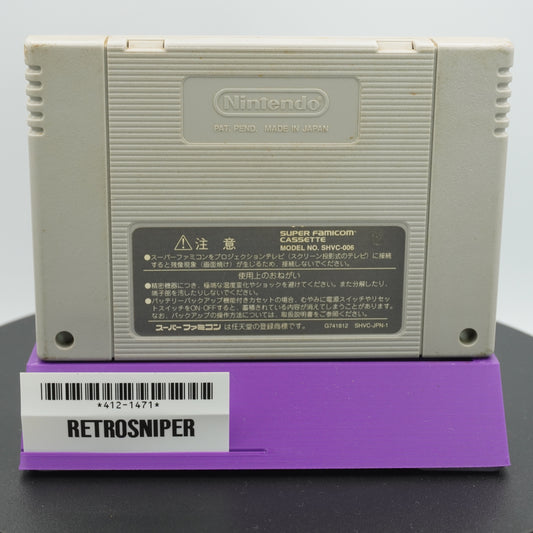 Nintendo
PAT. PEND. MADE IN JAPAN
SUPER FAMICOM
CASSETTE
MODEL NO. SHVC-006
⚠注意
●スーパーファミコンをプロジェクションテレビ（スクリーン投影式のテレビ）に接続
すると残像現象（画面焼け）が生じるため、接続しないでください。
使用上のおねがい
●精密機器につき、極端な温度変化やショックを避けてください。また分解したり、
端子部を汚したりしないでください。
●バッテリーバックアップ機能付きカセットの場合、むやみに電源スイッチやリセッ
トスイッチをON・OFFすると、蓄積されている内容が消えてしまうことがあります。
なお、バックアップの操作方法については、取扱説明書をご参照ください。
スーパーファミコン は任天堂の登録商標です。 G741812 SHVC-JPN-1
*412-1471*
RETROSNIPER